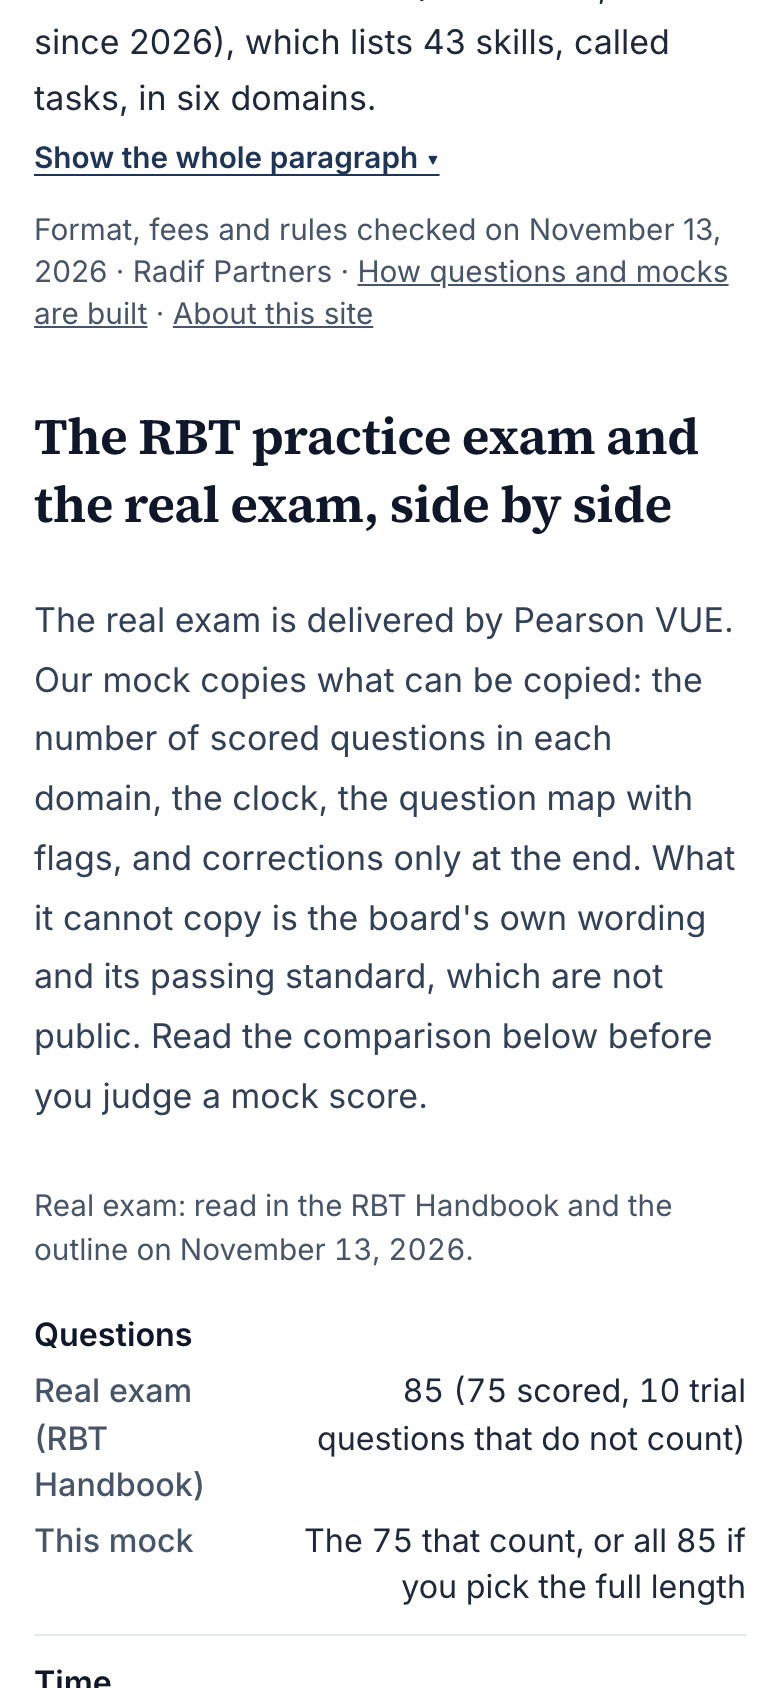 since 2026), which lists 43 skills, called
tasks, in six domains.
Show the whole paragraph ▾
Format, fees and rules checked on November 13,
2026 · Radif Partners · How questions and mocks
are built · About this site
The RBT practice exam and
the real exam, side by side
The real exam is delivered by Pearson VUE.
Our mock copies what can be copied: the
number of scored questions in each
domain, the clock, the question map with
flags, and corrections only at the end. What
it cannot copy is the board's own wording
and its passing standard, which are not
public. Read the comparison below before
you judge a mock score.
Real exam: read in the RBT Handbook and the
outline on November 13, 2026.
Questions
Real exam
(RBT
Handbook)
85 (75 scored, 10 trial
questions that do not count)
This mock
The 75 that count, or all 85 if
you pick the full length
Time